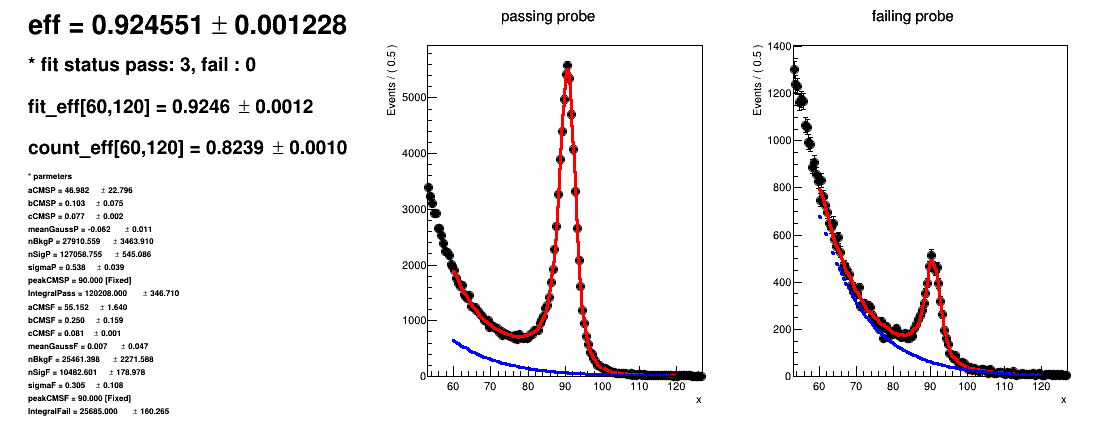 eff = 0.924551 ± 0.001228
* fit status pass: 3, fail : 0
fit_eff[60,120] = 0.9246 ± 0.0012
count_eff[60,120] = 0.8239 ± 0.0010
* parmeters
aCMSP = 46.982 ± 22.796
bCMSP = 0.103 ± 0.075
cCMSP = 0.077 ± 0.002
meanGaussP = -0.062 ± 0.011
nBkgP = 27910.559 ± 3463.910
nSigP = 127058.755 ± 545.086
sigmaP = 0.538 ± 0.039
peakCMSP = 90.000 [Fixed]
IntegralPass = 120208.000 ± 346.710
aCMSF = 55.152 ± 1.640
bCMSF = 0.250 ± 0.159
cCMSF = 0.081 ± 0.001
meanGaussF = 0.007 ± 0.047
nBkgF = 25461.398 ± 2271.588
nSigF = 10482.601 ± 178.978
sigmaF = 0.305 ± 0.108
peakCMSF = 90.000 [Fixed]
IntegralFail = 25685.000 ± 160.265
passing probe
Events / ( 0.5 )
5000
4000
3000
2000
1000
0
60 70 80 90 100 110 120
x
failing probe
Events / ( 0.5 )
1400
1200
1000
800
600
400
200
0
60 70 80 90 100 110 120
x